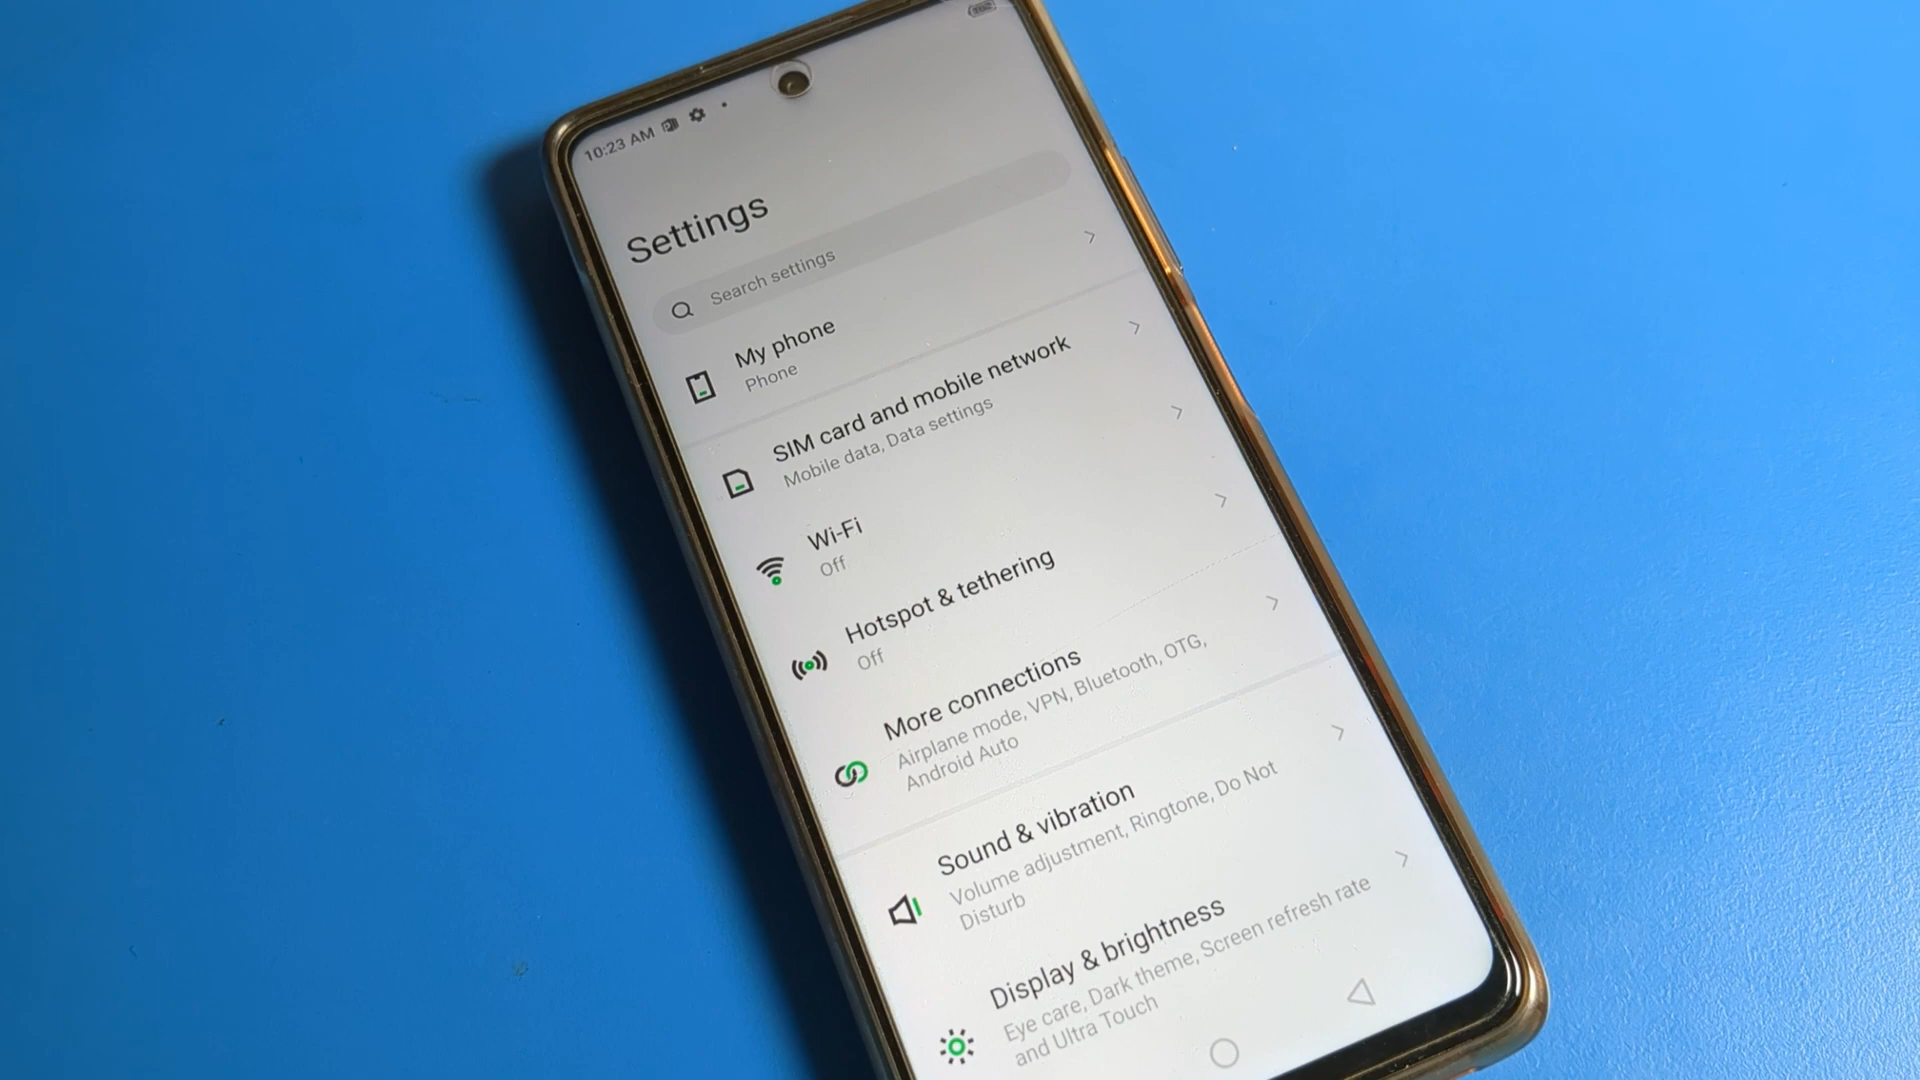 10:23 AM
Settings
Search settings
My phone
Phone
SIM card and mobile network
Mobile data, Data settings
Wi-Fi
Off
Hotspot & tethering
Off
More connections
Airplane mode, VPN, Bluetooth, OTG,
Android Auto
Sound & vibration
Volume adjustment, Ringtone, Do Not
Disturb
Display & brightness
Eye care, Dark theme, Screen refresh rate
and Ultra Touch